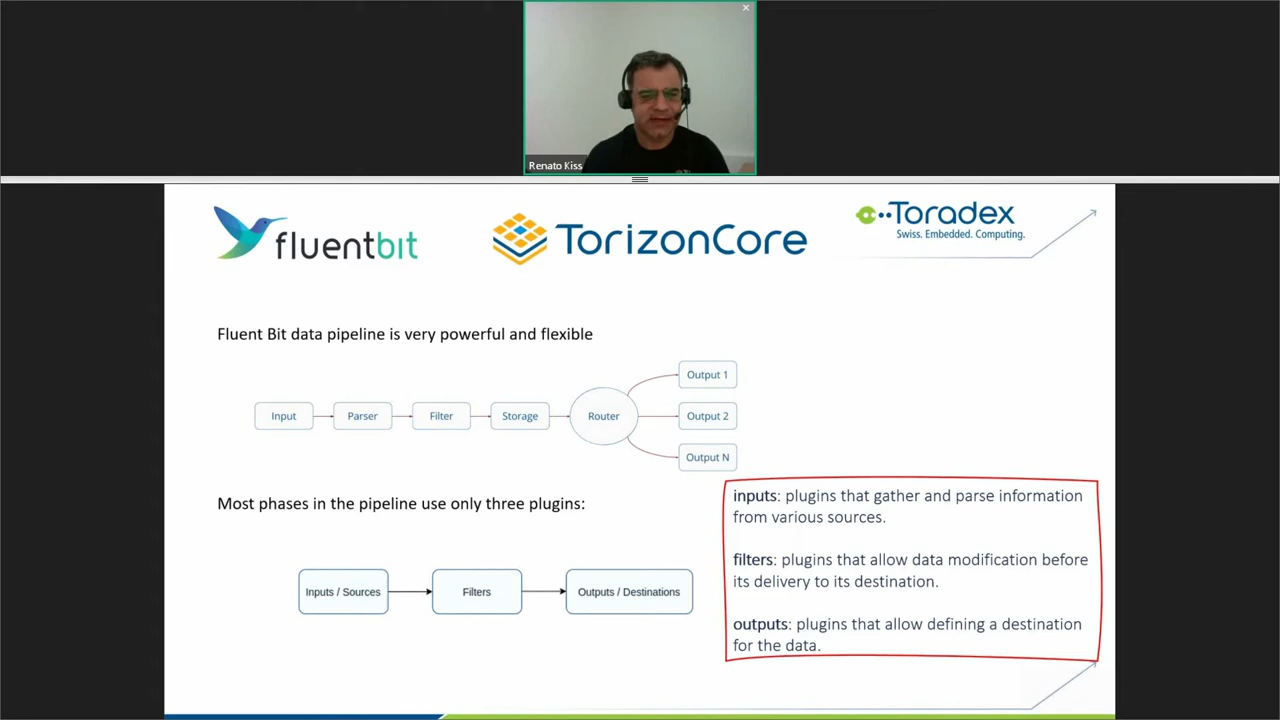 Renato Kiss
fluentbit
TorizonCore
Toradex
Swiss. Embedded. Computing.
Fluent Bit data pipeline is very powerful and flexible
Input
Parser
Filter
Storage
Router
Output 1
Output 2
Output N
Most phases in the pipeline use only three plugins:
Inputs / Sources
Filters
Outputs / Destinations
inputs: plugins that gather and parse information
from various sources.
filters: plugins that allow data modification before
its delivery to its destination.
outputs: plugins that allow defining a destination
for the data.